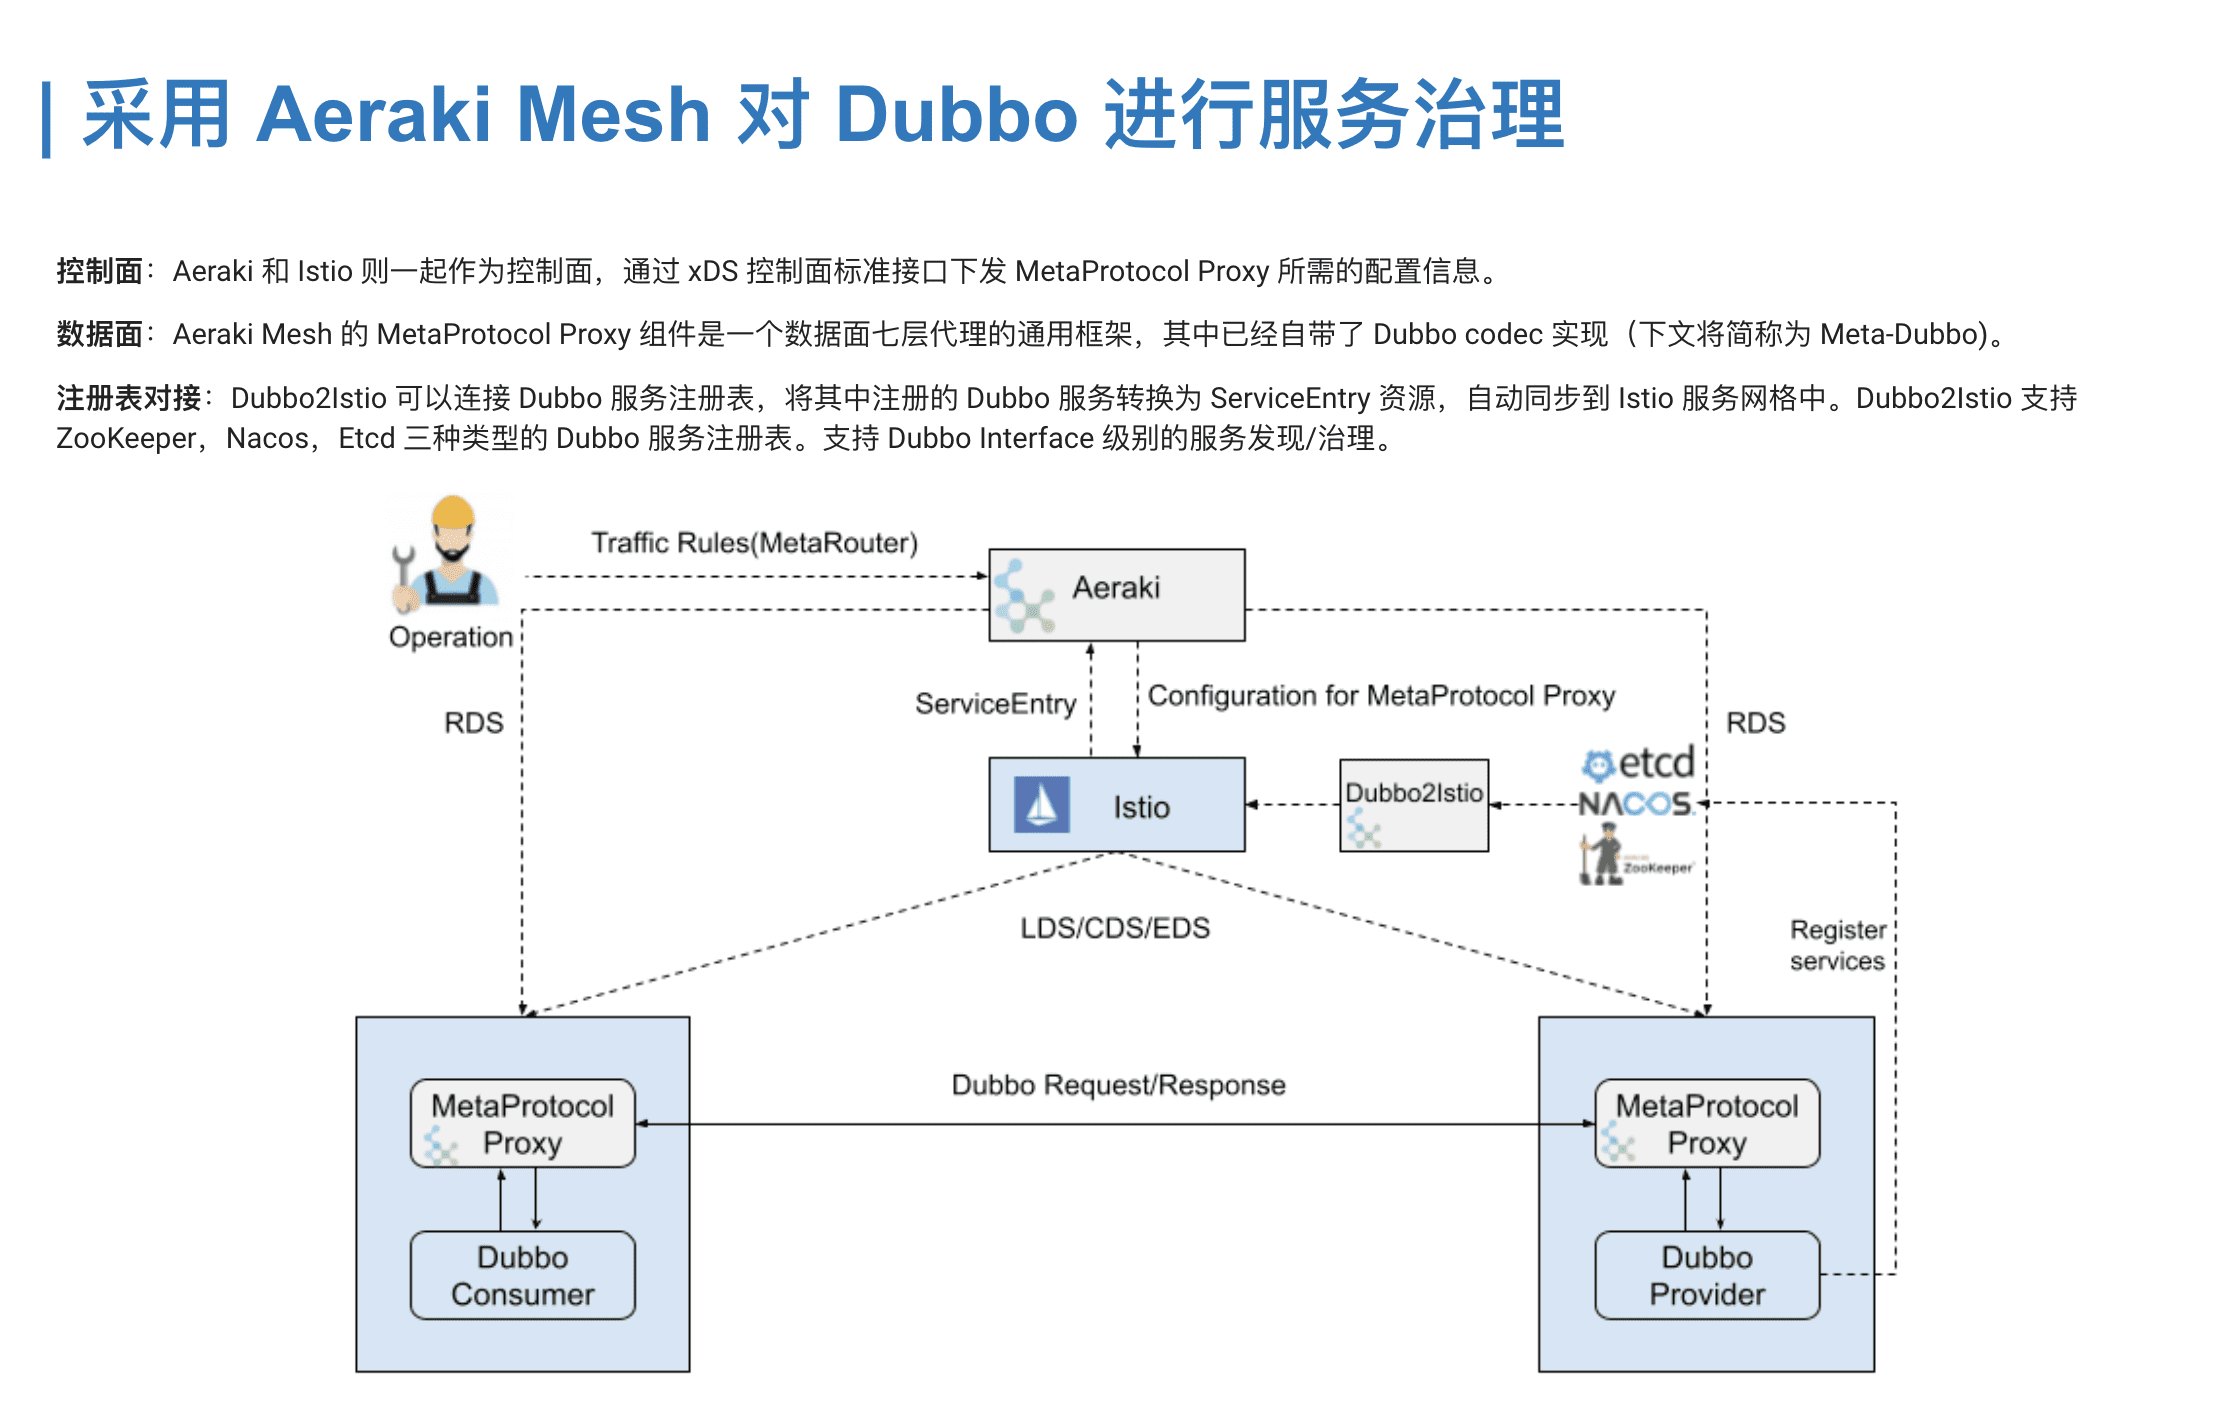 采用 Aeraki Mesh 对 Dubbo 进行服务治理
控制面：Aeraki 和 Istio 则一起作为控制面，通过 xDS 控制面标准接口下发 MetaProtocol Proxy 所需的配置信息。
数据面：Aeraki Mesh 的 MetaProtocol Proxy 组件是一个数据面七层代理的通用框架，其中已经自带了 Dubbo codec 实现（下文将简称为 Meta-Dubbo)。
注册表对接：Dubbo2Istio 可以连接 Dubbo 服务注册表，将其中注册的 Dubbo 服务转换为 ServiceEntry 资源，自动同步到 Istio 服务网格中。Dubbo2Istio 支持
ZooKeeper，Nacos，Etcd 三种类型的 Dubbo 服务注册表。支持 Dubbo Interface 级别的服务发现/治理。
Traffic Rules(MetaRouter)
Aeraki
Operation
ServiceEntry
Configuration for MetaProtocol Proxy
RDS
RDS
etcd
Istio
Dubbo2Istio
NACOS.
ZooKeeper
LDS/CDS/EDS
Register
services
Dubbo Request/Response
MetaProtocol
Proxy
MetaProtocol
Proxy
Dubbo
Consumer
Dubbo
Provider